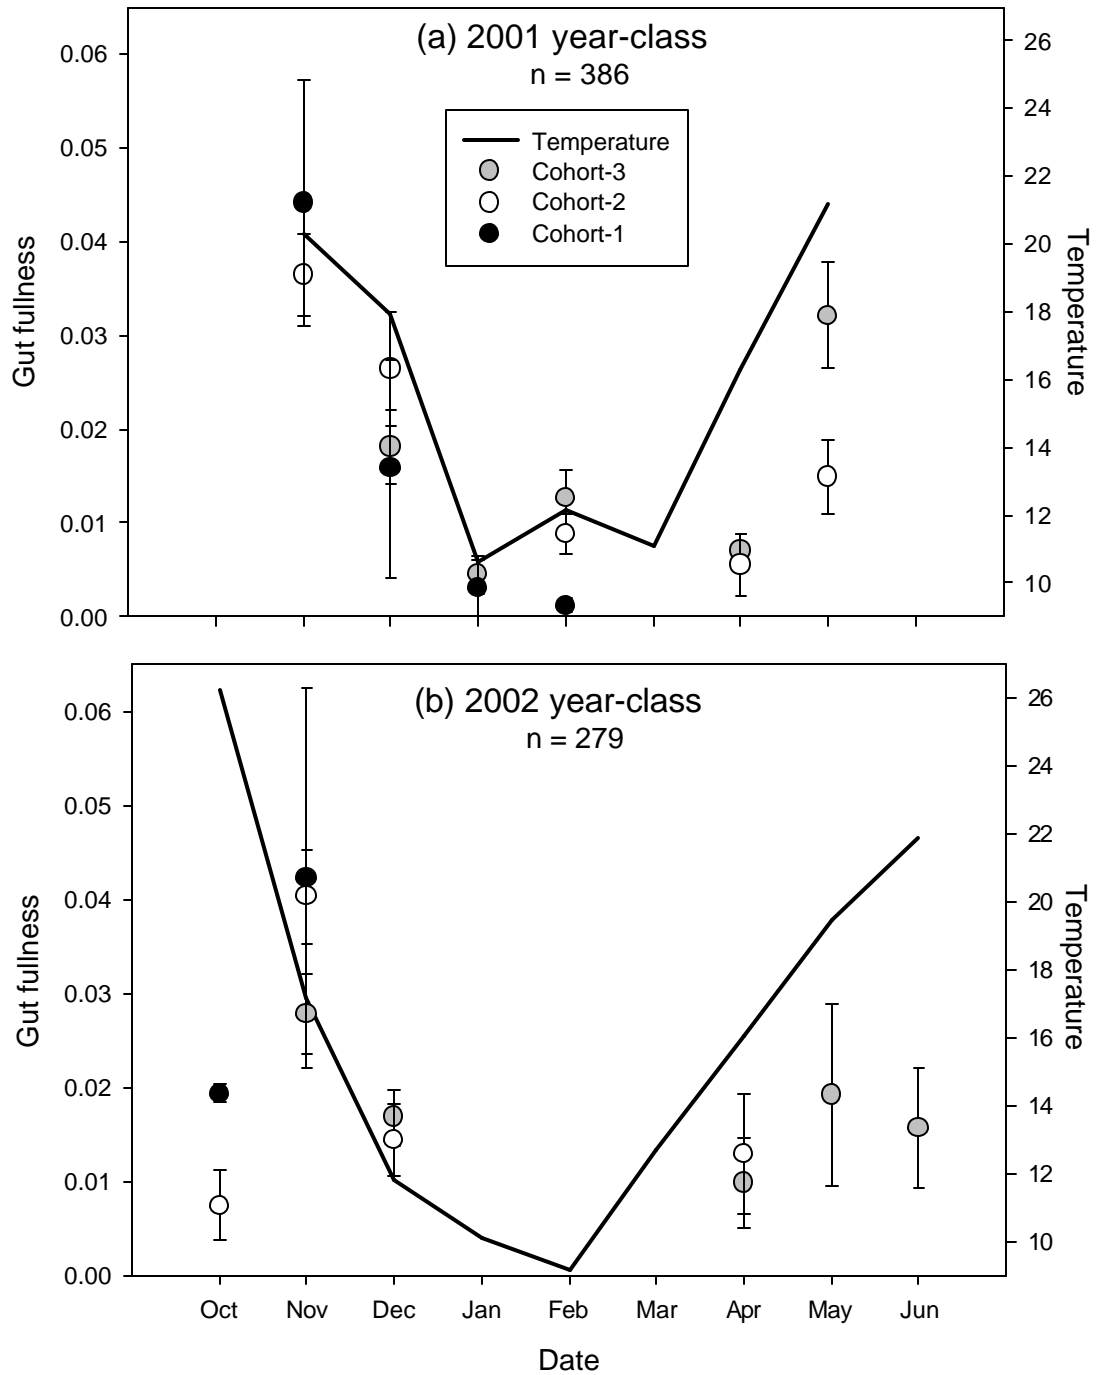 (a) 2001 year-class
n = 386
Temperature
Cohort-3
Cohort-2
Cohort-1
Gut fullness
0.06
0.05
0.04
0.03
0.02
0.01
0.00
Temperature
26
24
22
20
18
16
14
12
10
(b) 2002 year-class
n = 279
Gut fullness
0.06
0.05
0.04
0.03
0.02
0.01
0.00
Temperature
26
24
22
20
18
16
14
12
10
Oct Nov Dec Jan Feb Mar Apr May Jun
Date